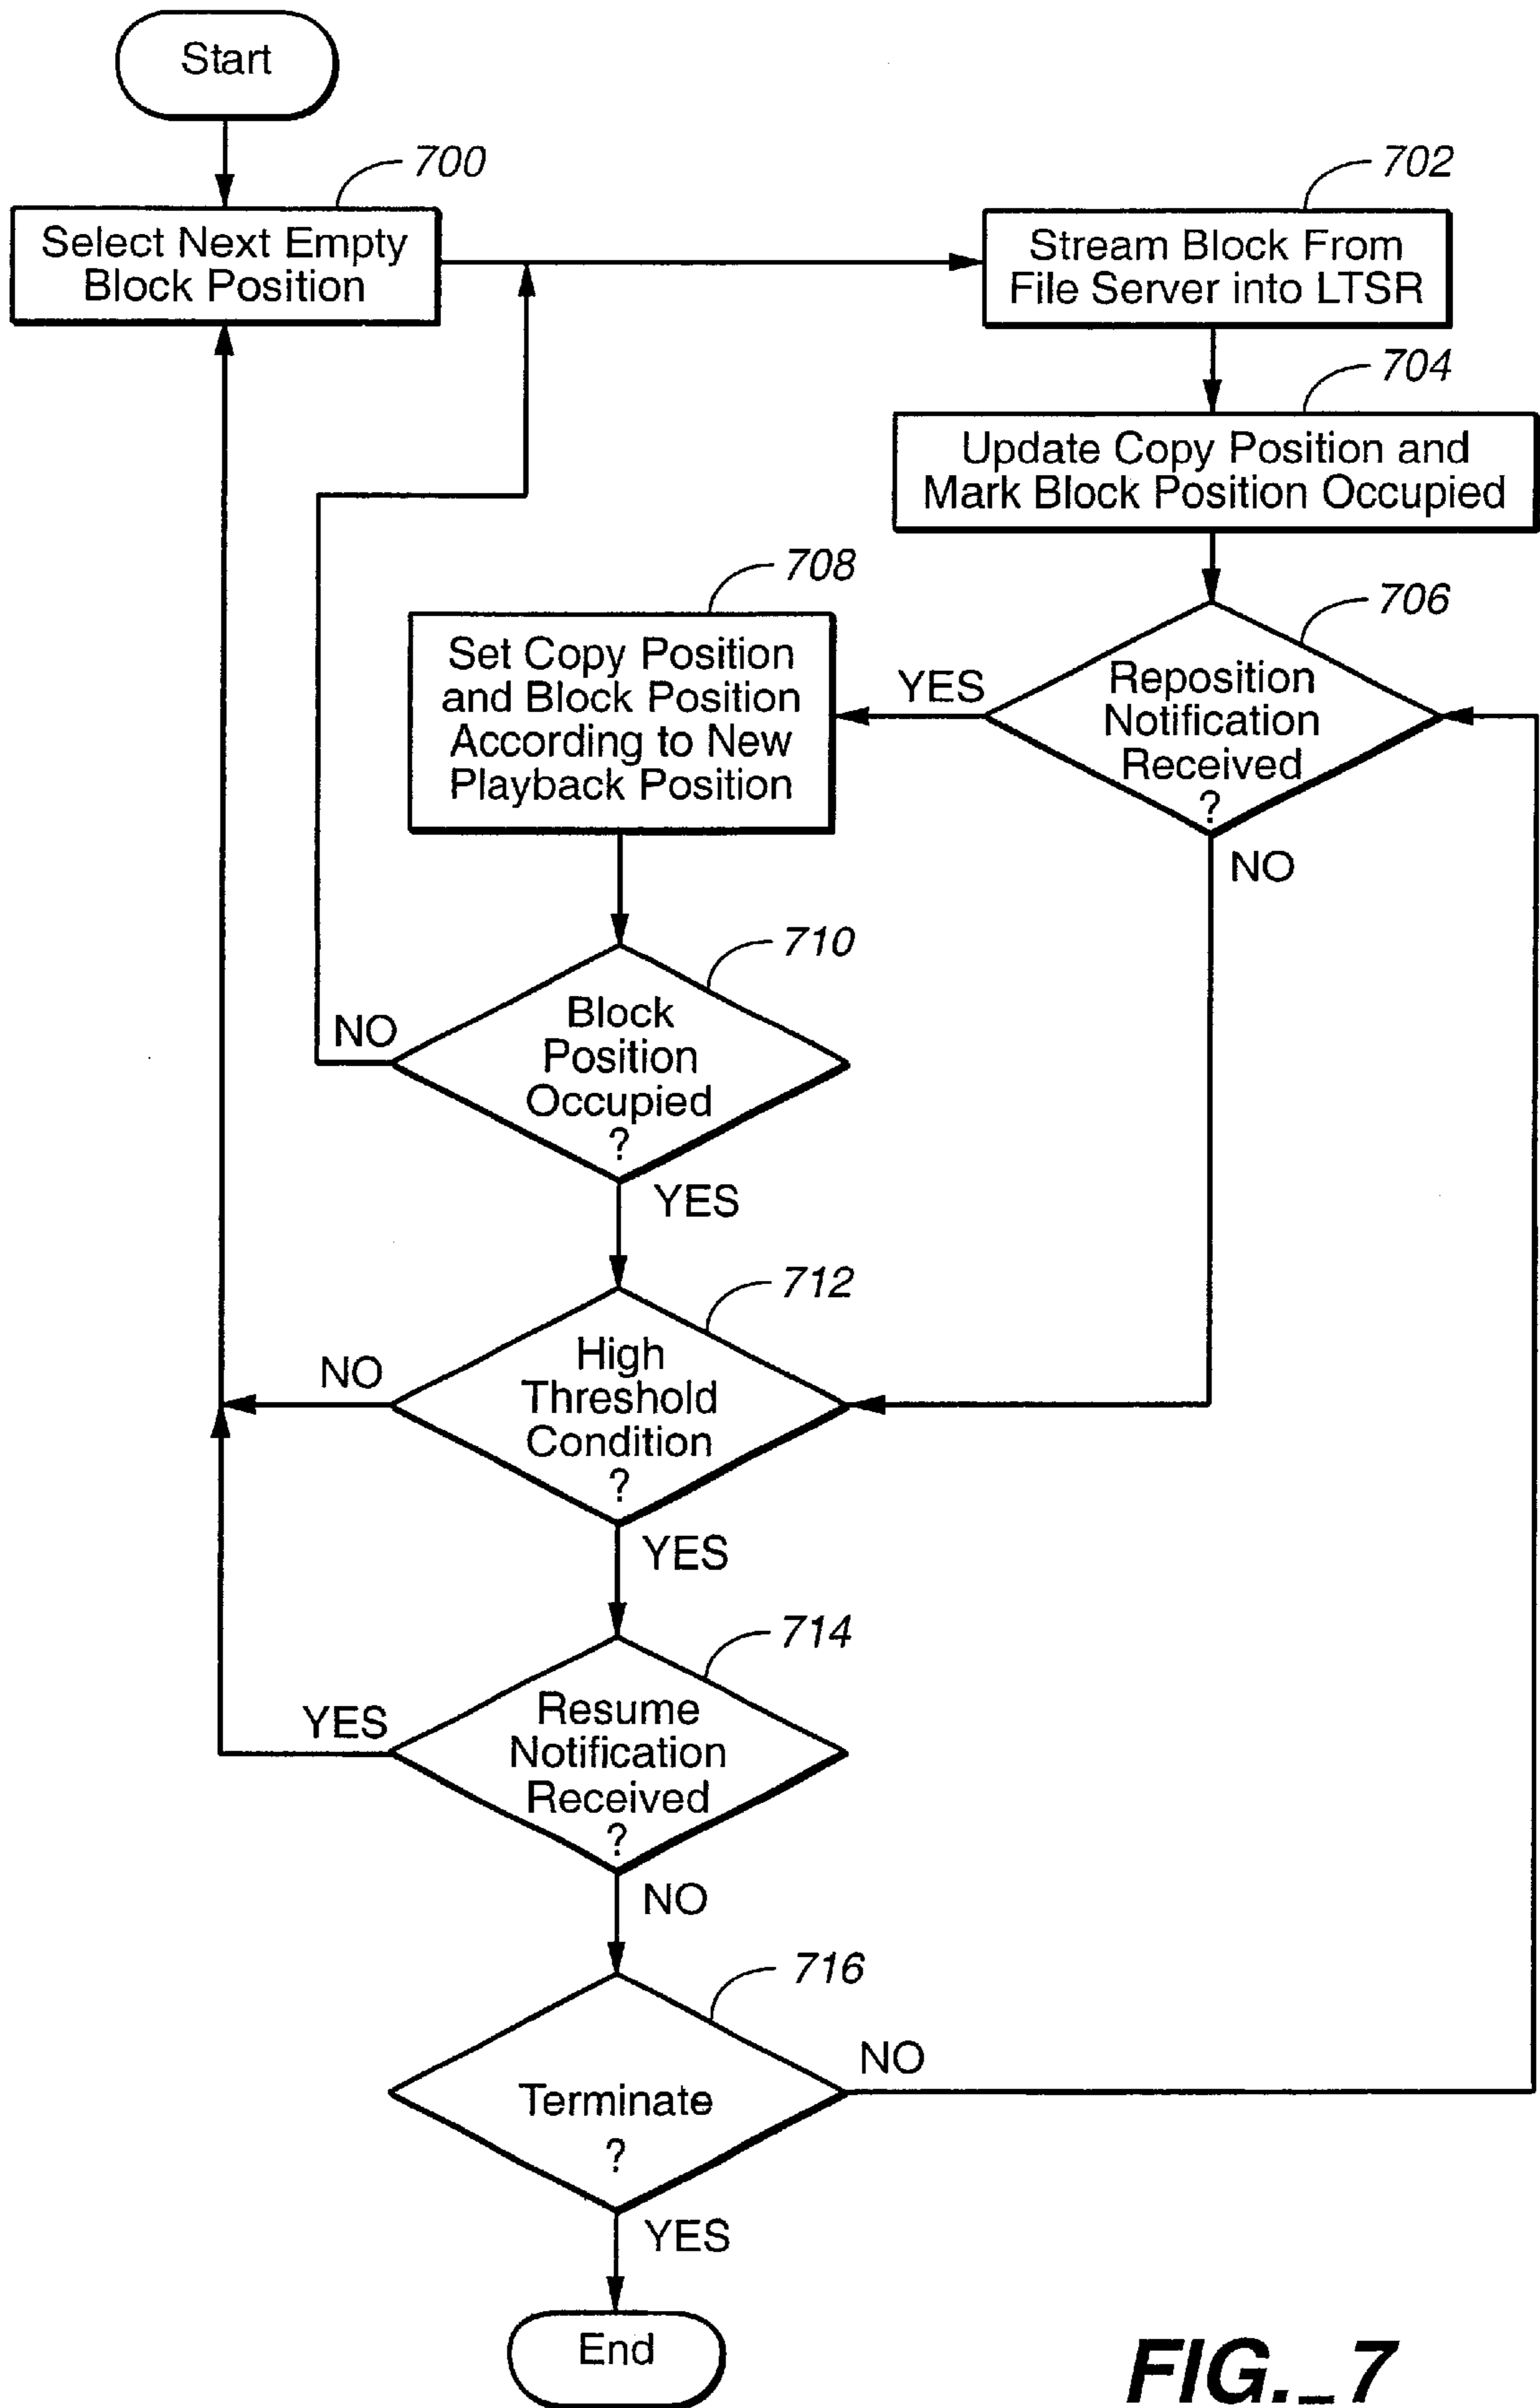 Start
700
Select Next Empty
Block Position
702
Stream Block From
File Server into LTSR
704
Update Copy Position and
Mark Block Position Occupied
706
Reposition
Notification
Received
?
YES
NO
708
Set Copy Position
and Block Position
According to New
Playback Position
710
Block
Position
Occupied
?
NO
YES
712
High
Threshold
Condition
?
NO
YES
714
Resume
Notification
Received
?
YES
NO
716
Terminate
?
NO
YES
End
FIG._7